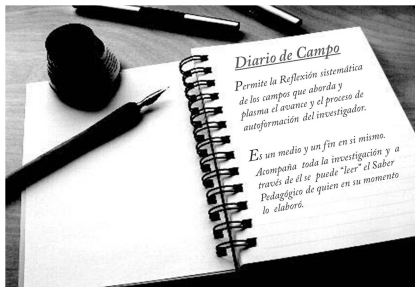 Diario de Campo
Permite la Reflexión sistemática
de los campos que aborda y
plasma el avance y el proceso de
autoformación del investigador.
Es un medio y un fin en si mismo.
Acompaña toda la investigación y a
través de él se puede "leer" el Saber
Pedagógico de quien en su momento
lo elaboró.